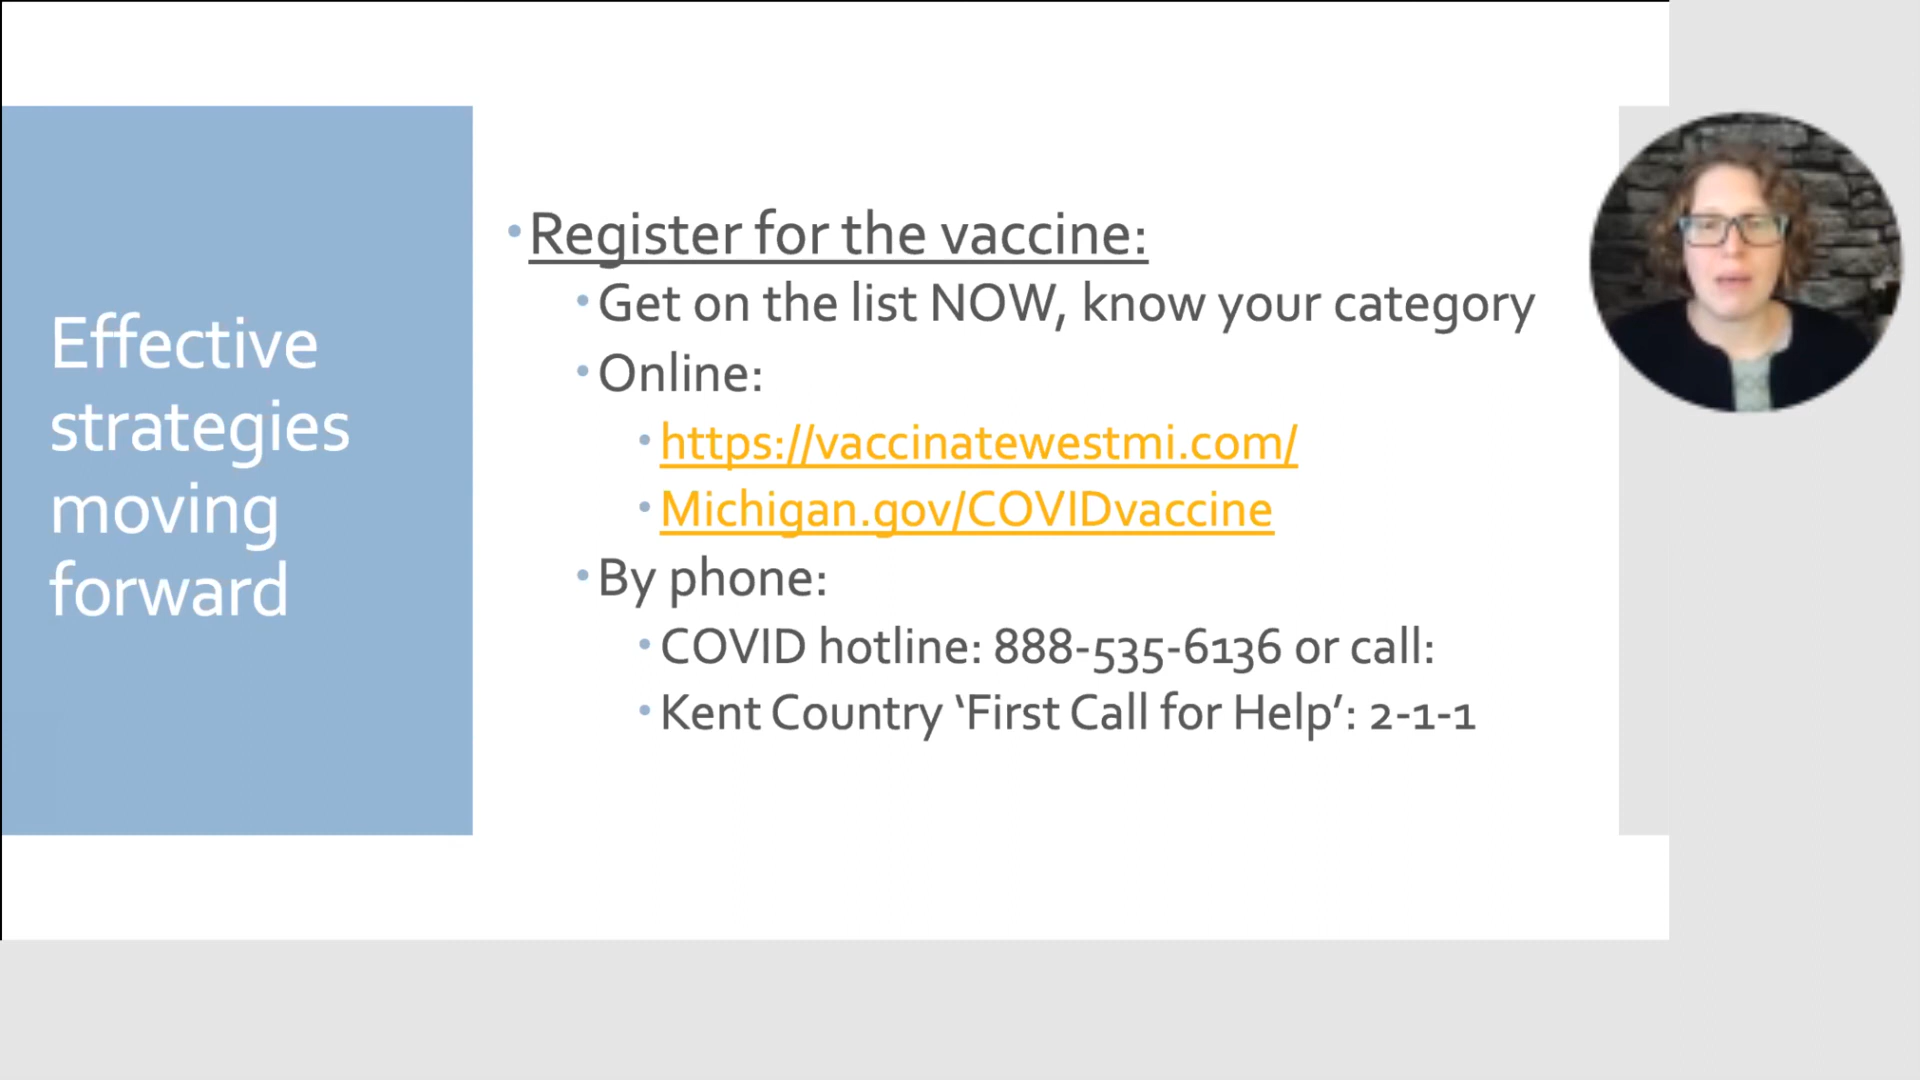 Effective
strategies
moving
forward
• Register for the vaccine:
• Get on the list NOW, know your category
• Online:
• https://vaccinatewestmi.com/
• Michigan.gov/COVIDvaccine
• By phone:
• COVID hotline: 888-535-6136 or call:
• Kent Country ‘First Call for Help’: 2-1-1